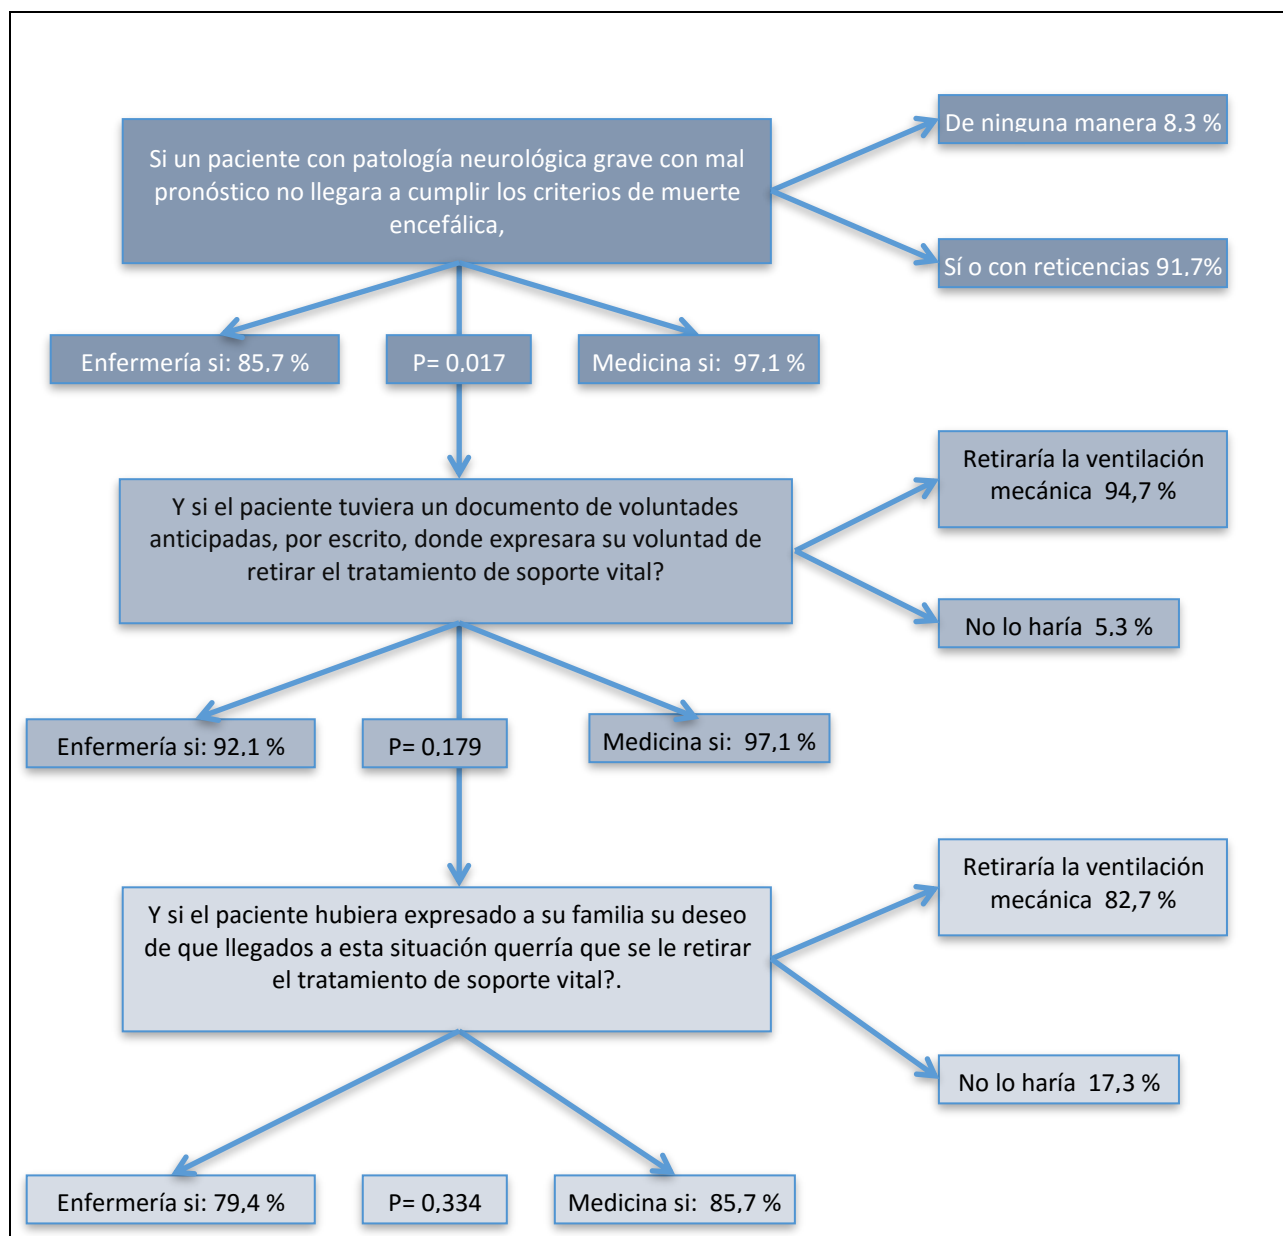 De ninguna manera 8,3 %
Si un paciente con patología neurológica grave con mal
pronóstico no llegara a cumplir los criterios de muerte
encefálica,
Sí o con reticencias 91,7%
Enfermería si: 85,7 %
P= 0,017
Medicina si: 97,1 %
Retiraría la ventilación
mecánica 94,7 %
Y si el paciente tuviera un documento de voluntades
anticipadas, por escrito, donde expresara su voluntad de
retirar el tratamiento de soporte vital?
No lo haría 5,3 %
Enfermería si: 92,1 %
P= 0,179
Medicina si: 97,1 %
Retiraría la ventilación
mecánica 82,7 %
Y si el paciente hubiera expresado a su familia su deseo
de que llegados a esta situación querría que se le retirar
el tratamiento de soporte vital?.
No lo haría 17,3 %
Enfermería si: 79,4 %
P= 0,334
Medicina si: 85,7 %